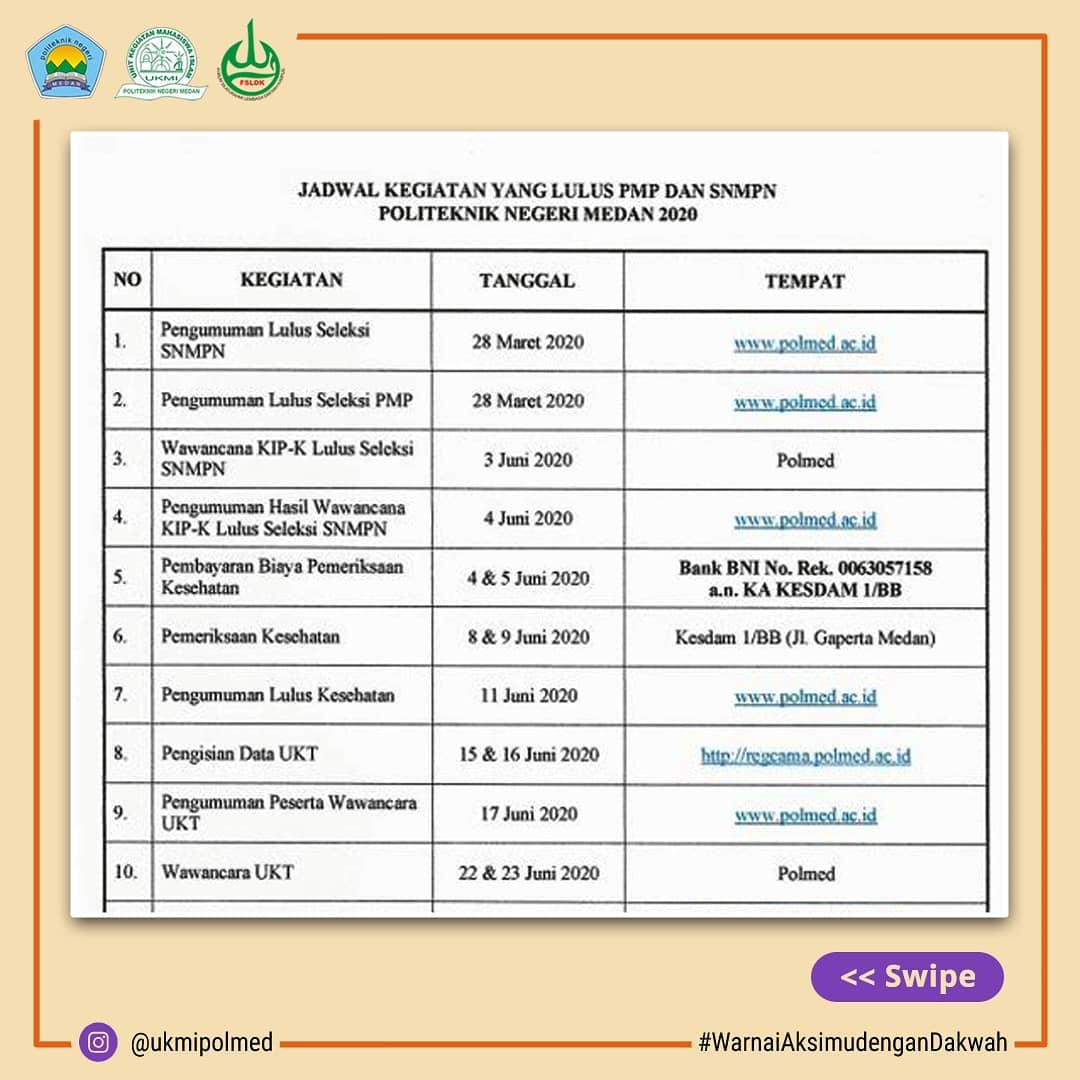 politeknik negeri
MEDAN
UNIT KEGIATAN MAHASISWA ISLAM
UKMI
POLITEKNIK NEGERI MEDAN
FSLDK
JADWAL KEGIATAN YANG LULUS PMP DAN SNMPN
POLITEKNIK NEGERI MEDAN 2020
NO KEGIATAN TANGGAL TEMPAT
1. Pengumuman Lulus Seleksi SNMPN 28 Maret 2020 www.polmed.ac.id
2. Pengumuman Lulus Seleksi PMP 28 Maret 2020 www.polmed.ac.id
3. Wawancana KIP-K Lulus Seleksi SNMPN 3 Juni 2020 Polmed
4. Pengumuman Hasil Wawancana KIP-K Lulus Seleksi SNMPN 4 Juni 2020 www.polmed.ac.id
5. Pembayaran Biaya Pemeriksaan Kesehatan 4 & 5 Juni 2020 Bank BNI No. Rek. 0063057158 a.n. KA KESDAM 1/BB
6. Pemeriksaan Kesehatan 8 & 9 Juni 2020 Kesdam 1/BB (Jl. Gaperta Medan)
7. Pengumuman Lulus Kesehatan 11 Juni 2020 www.polmed.ac.id
8. Pengisian Data UKT 15 & 16 Juni 2020 http://regcama.polmed.ac.id
9. Pengumuman Peserta Wawancara UKT 17 Juni 2020 www.polmed.ac.id
10. Wawancara UKT 22 & 23 Juni 2020 Polmed
<< Swipe
@ukmipolmed
#WarnaiAksimudenganDakwah